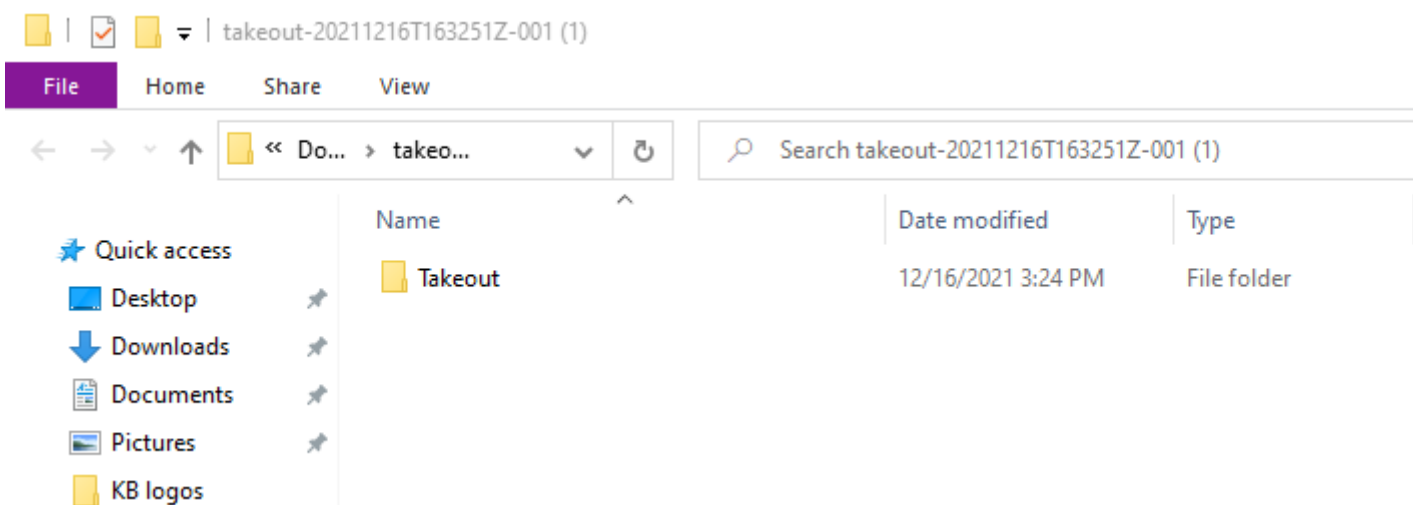 takeout-20211216T163251Z-001 (1)
File Home Share View
« Do... › takeo... Search takeout-20211216T163251Z-001 (1)
Name Date modified Type
Quick access
Takeout 12/16/2021 3:24 PM File folder
Desktop
Downloads
Documents
Pictures
KB logos